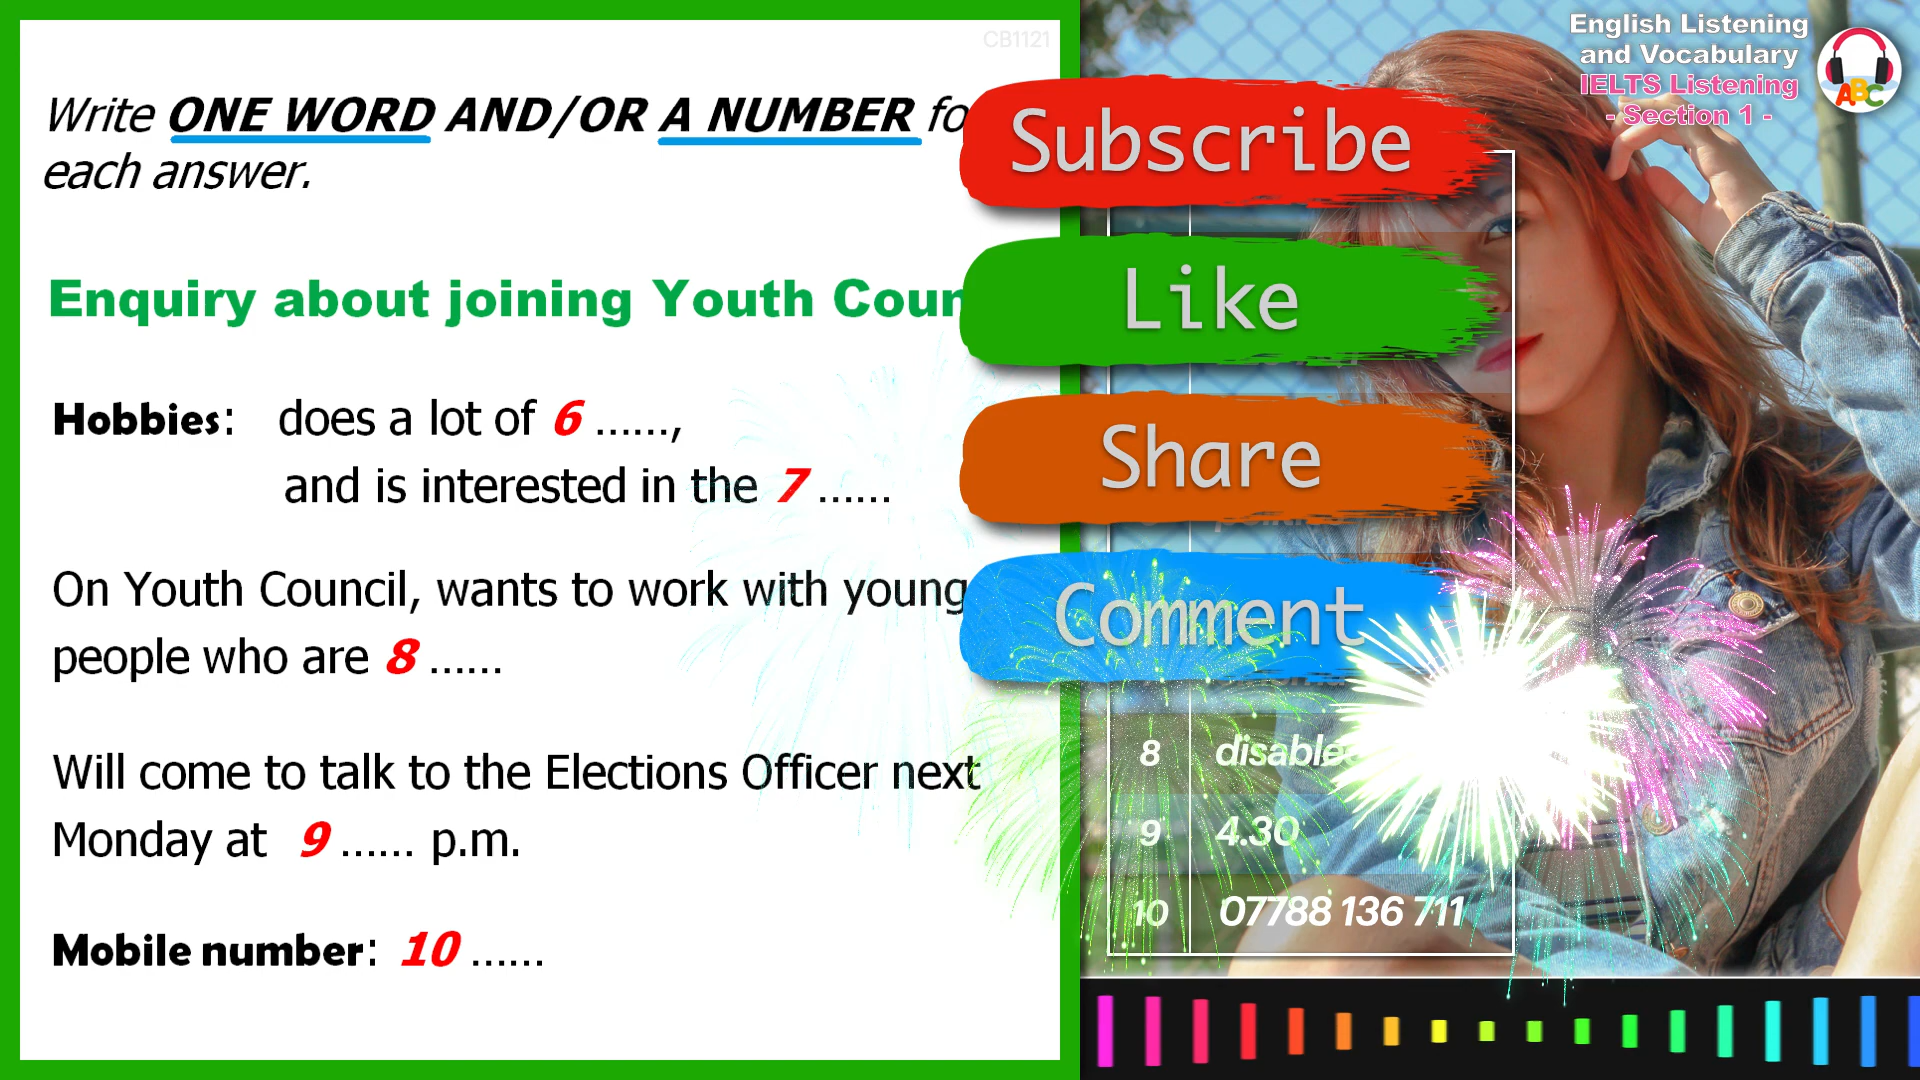 CB1121
Write ONE WORD AND/OR A NUMBER fo
each answer.
Enquiry about joining Youth Coun
Hobbies: does a lot of 6 ......,
and is interested in the 7 ......
On Youth Council, wants to work with young
people who are 8 ......
Will come to talk to the Elections Officer next
Monday at 9 ...... p.m.
Mobile number: 10 ......
Subscribe
Like
Share
Comment
8 disable
9 4.30
10 07788 136 711
English Listening
and Vocabulary
IELTS Listening
- Section 1 -
ABC